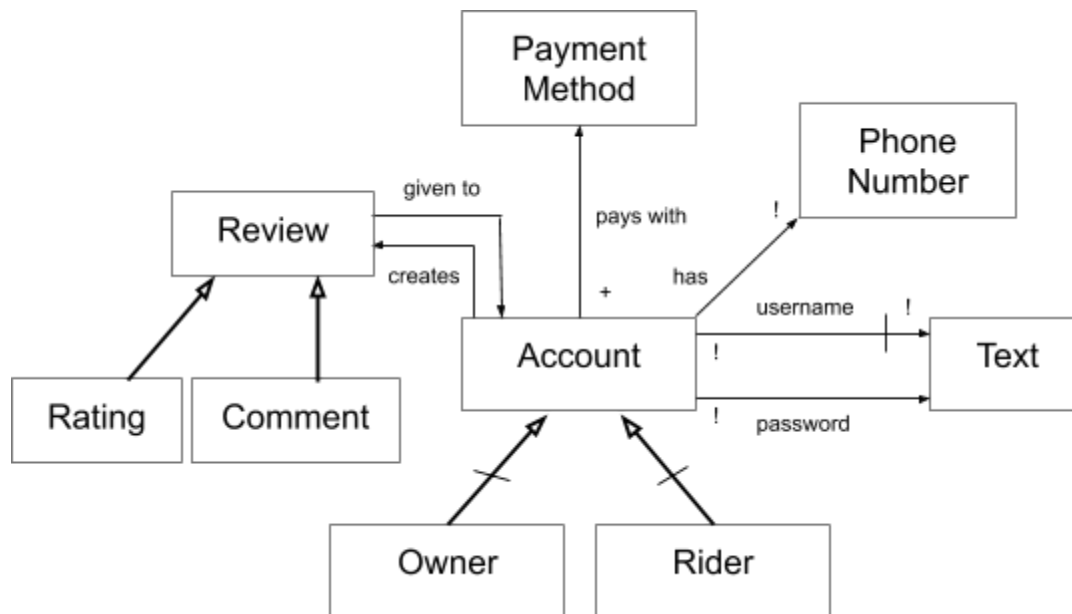 Payment
Method
Phone
Number
given to
!
pays with
Review
creates
has
+
username
!
!
Account
Text
Rating
Comment
!
password
Owner
Rider